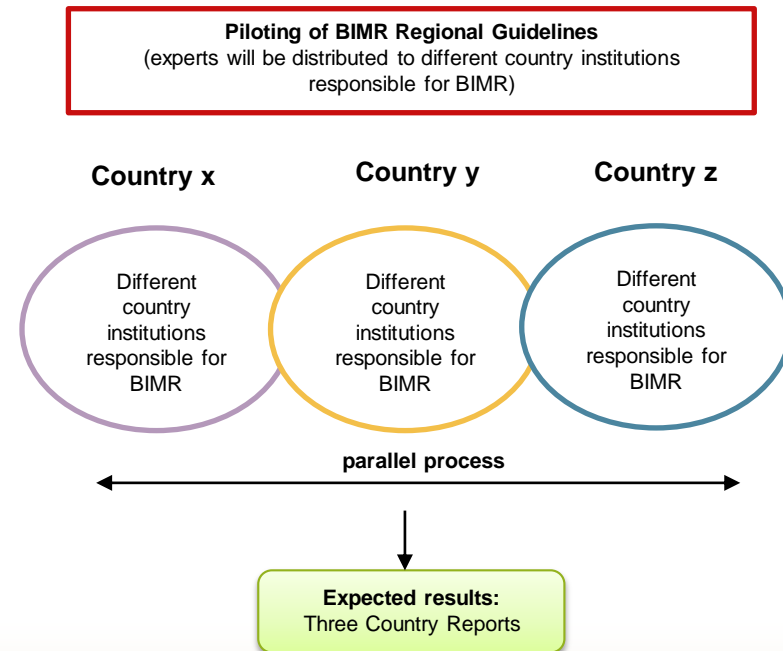 Piloting of BIMR Regional Guidelines
(experts will be distributed to different country institutions
responsible for BIMR)
Country x
Country y
Country z
Different
country
institutions
responsible for
BIMR
Different
country
institutions
responsible for
BIMR
Different
country
institutions
responsible for
BIMR
parallel process
Expected results:
Three Country Reports